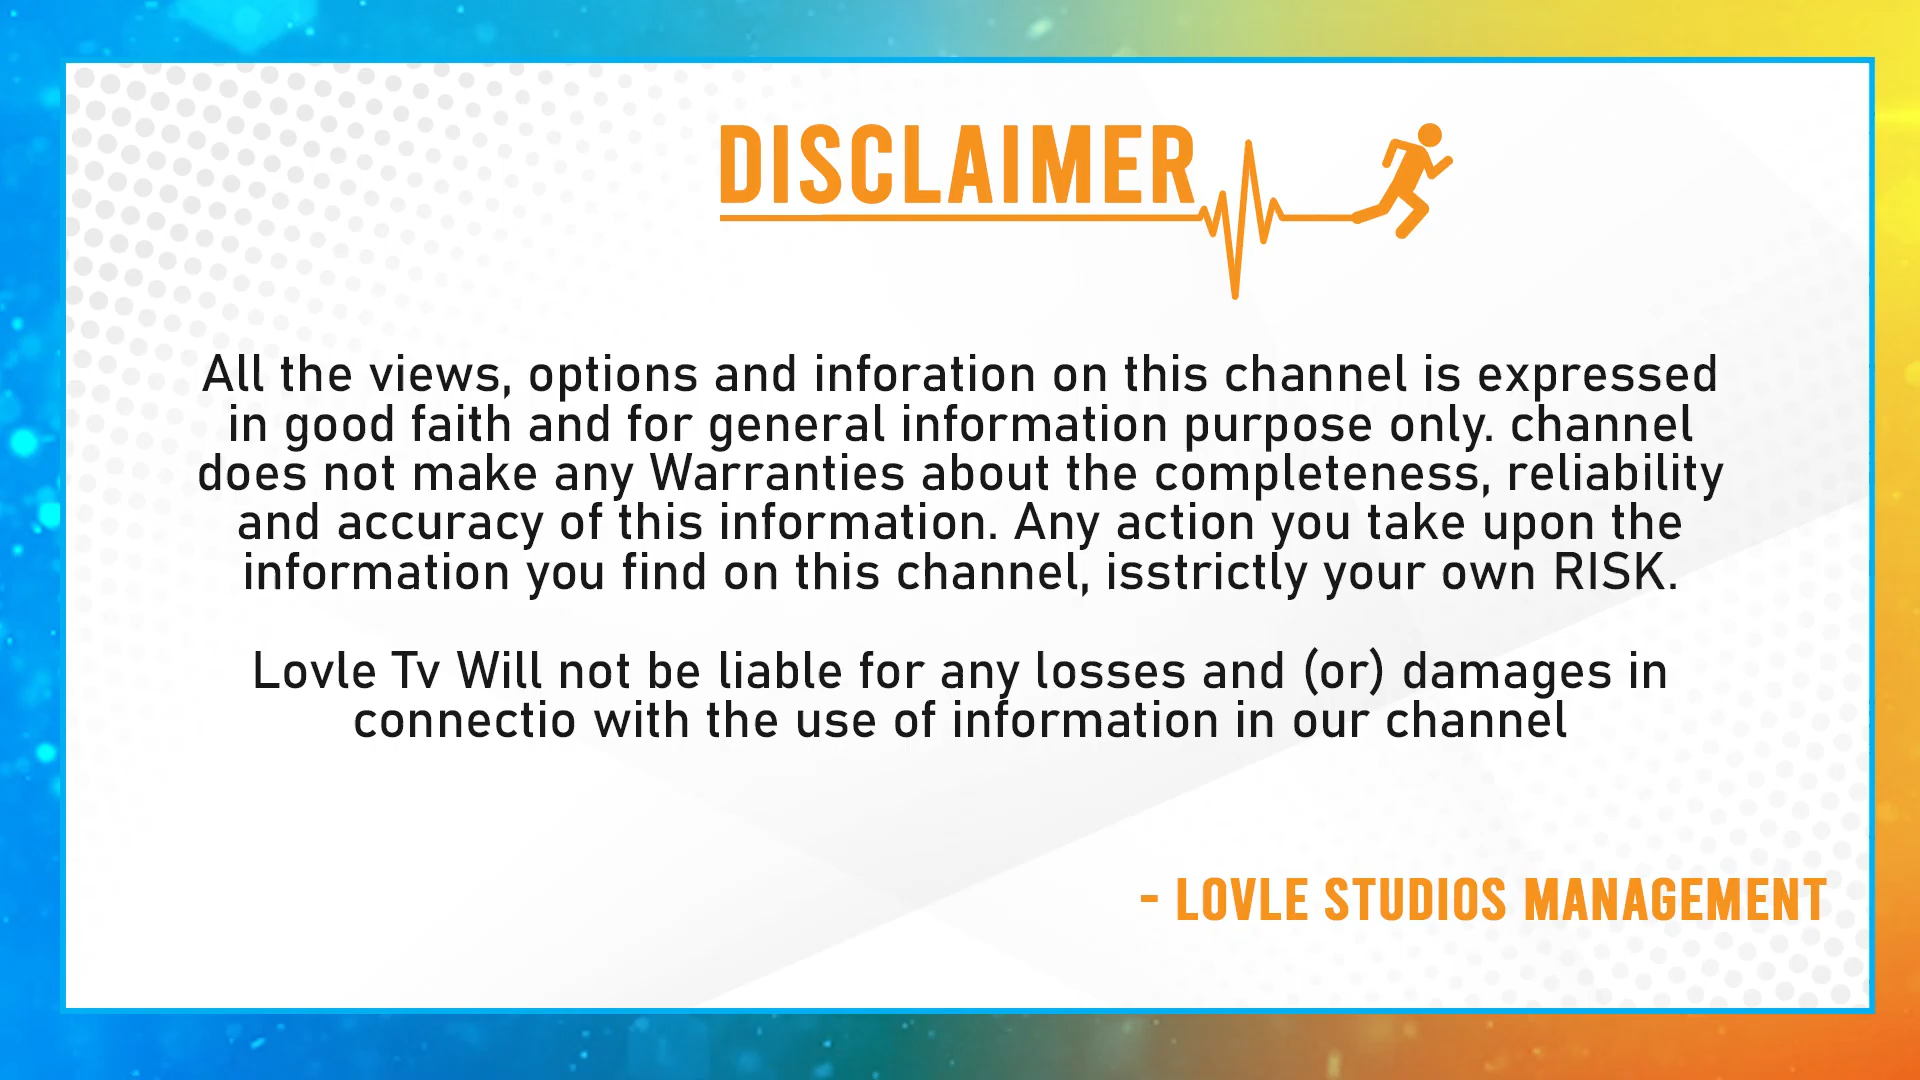 DISCLAIMER
All the views, options and inforation on this channel is expressed
in good faith and for general information purpose only. channel
does not make any Warranties about the completeness, reliability
and accuracy of this information. Any action you take upon the
information you find on this channel, isstrictly your own RISK.
Lovle Tv Will not be liable for any losses and (or) damages in
connectio with the use of information in our channel
- LOVLE STUDIOS MANAGEMENT